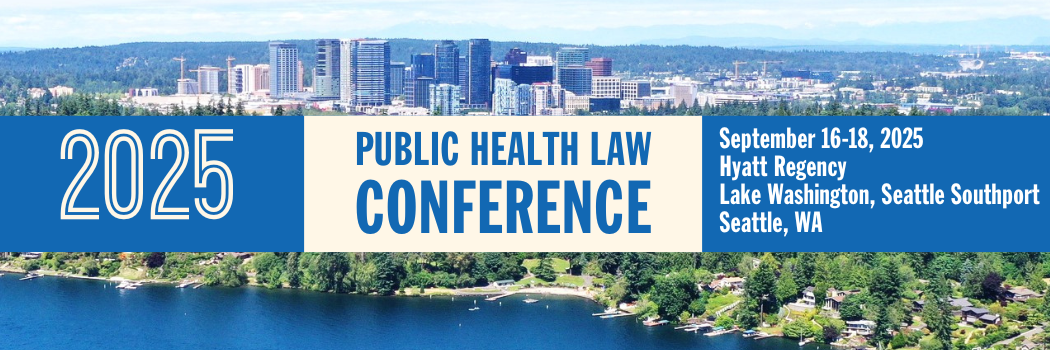 2025
PUBLIC HEALTH LAW
CONFERENCE
September 16-18, 2025
Hyatt Regency
Lake Washington, Seattle Southport
Seattle, WA